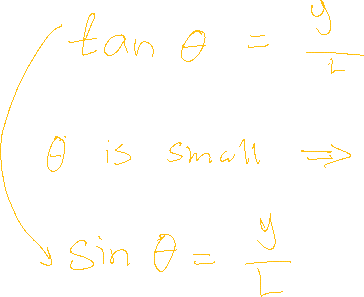 tan θ = y/L
θ is small ⇒
sin θ = y/L